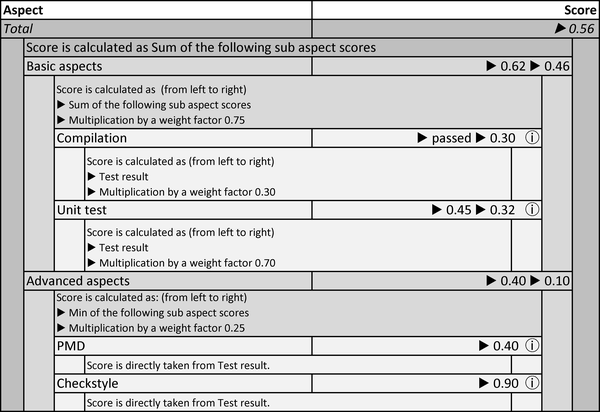 Aspect Score
Total ▶ 0.56
Score is calculated as Sum of the following sub aspect scores
Basic aspects ▶ 0.62 ▶ 0.46
Score is calculated as (from left to right)
▶ Sum of the following sub aspect scores
▶ Multiplication by a weight factor 0.75
Compilation ▶ passed ▶ 0.30 ⓘ
Score is calculated as (from left to right)
▶ Test result
▶ Multiplication by a weight factor 0.30
Unit test ▶ 0.45 ▶ 0.32 ⓘ
Score is calculated as (from left to right)
▶ Test result
▶ Multiplication by a weight factor 0.70
Advanced aspects ▶ 0.40 ▶ 0.10
Score is calculated as: (from left to right)
▶ Min of the following sub aspect scores
▶ Multiplication by a weight factor 0.25
PMD ▶ 0.40 ⓘ
Score is directly taken from Test result.
Checkstyle ▶ 0.90 ⓘ
Score is directly taken from Test result.